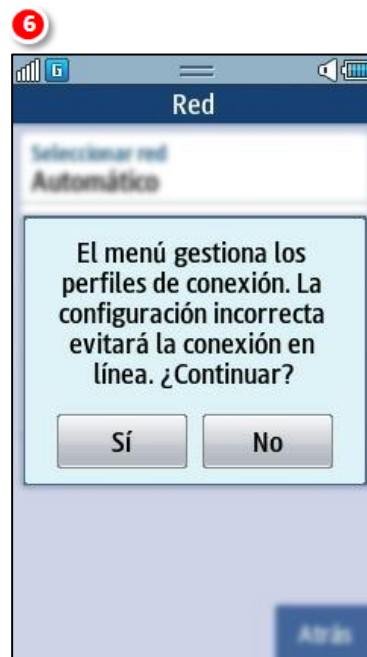 6
G
Red
Seleccionar red
Automático
El menú gestiona los
perfiles de conexión. La
configuración incorrecta
evitará la conexión en
línea. ¿Continuar?
Sí No
Atrás